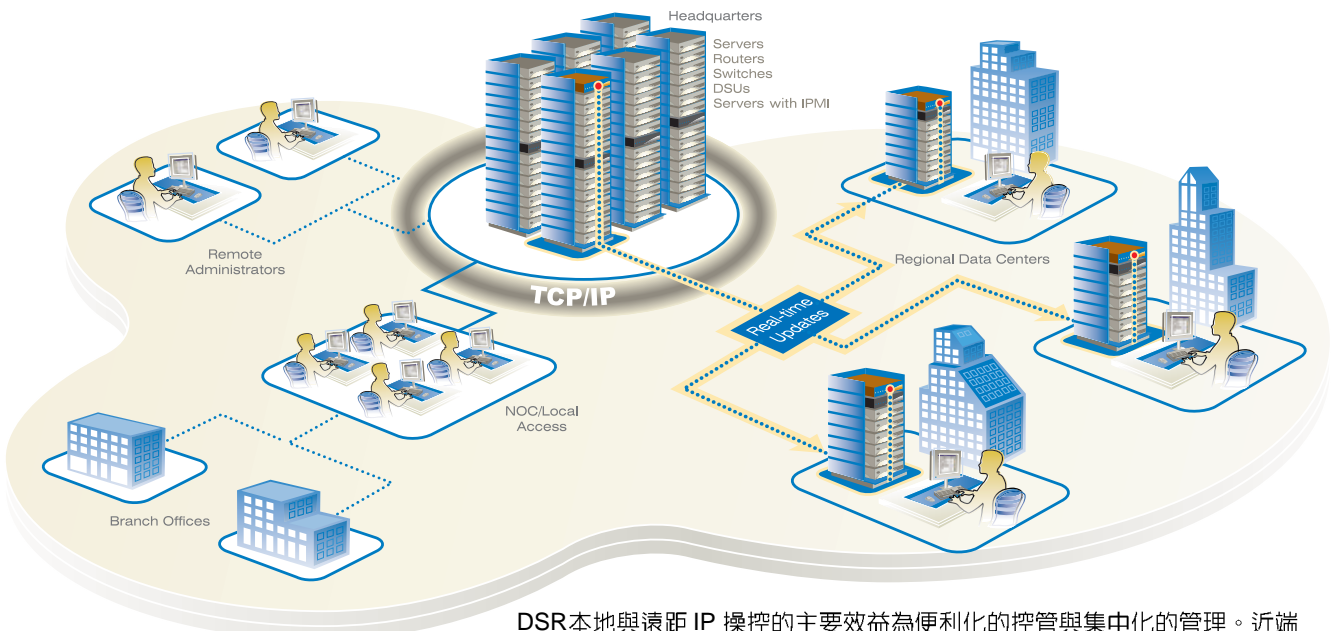 Headquarters
Servers
Routers
Switches
DSUs
Servers with IPMI
Remote
Administrators
Regional Data Centers
TCP/IP
Real-time
Updates
NOC/Local
Access
Branch Offices
DSR本地與遠距 IP 操控的主要效益為便利化的控管與集中化的管理。近端